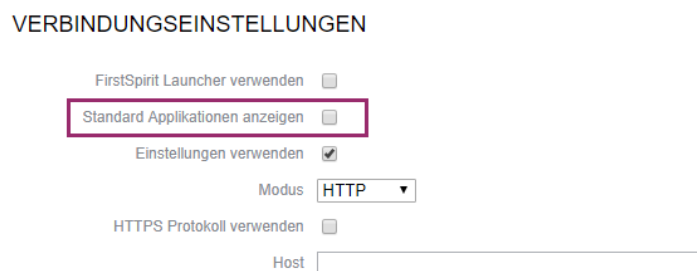 VERBINDUNGSEINSTELLUNGEN
FirstSpirit Launcher verwenden
Standard Applikationen anzeigen
Einstellungen verwenden
Modus HTTP
HTTPS Protokoll verwenden
Host